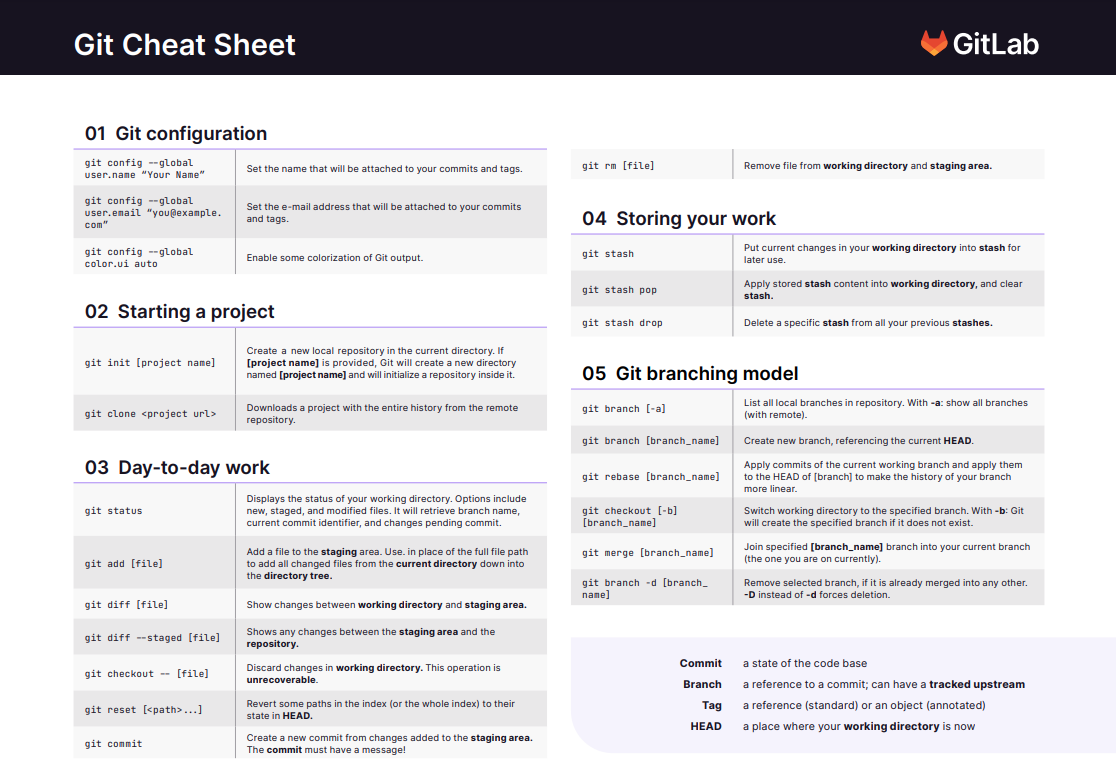 Git Cheat Sheet
GitLab
01 Git configuration
git config --global
user.name “Your Name”
Set the name that will be attached to your commits and tags.
git config --global
user.email “you@example.
com”
Set the e-mail address that will be attached to your commits
and tags.
git config --global
color.ui auto
Enable some colorization of Git output.
02 Starting a project
git init [project name]
Create a new local repository in the current directory. If
[project name] is provided, Git will create a new directory
named [project name] and will initialize a repository inside it.
git clone <project url>
Downloads a project with the entire history from the remote
repository.
03 Day-to-day work
git status
Displays the status of your working directory. Options include
new, staged, and modified files. It will retrieve branch name,
current commit identifier, and changes pending commit.
git add [file]
Add a file to the staging area. Use. in place of the full file path
to add all changed files from the current directory down into
the directory tree.
git diff [file]
Show changes between working directory and staging area.
git diff --staged [file]
Shows any changes between the staging area and the
repository.
git checkout -- [file]
Discard changes in working directory. This operation is
unrecoverable.
git reset [<path>...]
Revert some paths in the index (or the whole index) to their
state in HEAD.
git commit
Create a new commit from changes added to the staging area.
The commit must have a message!
git rm [file]
Remove file from working directory and staging area.
04 Storing your work
git stash
Put current changes in your working directory into stash for
later use.
git stash pop
Apply stored stash content into working directory, and clear
stash.
git stash drop
Delete a specific stash from all your previous stashes.
05 Git branching model
git branch [-a]
List all local branches in repository. With -a: show all branches
(with remote).
git branch [branch_name]
Create new branch, referencing the current HEAD.
git rebase [branch_name]
Apply commits of the current working branch and apply them
to the HEAD of [branch] to make the history of your branch
more linear.
git checkout [-b]
[branch_name]
Switch working directory to the specified branch. With -b: Git
will create the specified branch if it does not exist.
git merge [branch_name]
Join specified [branch_name] branch into your current branch
(the one you are on currently).
git branch -d [branch_
name]
Remove selected branch, if it is already merged into any other.
-D instead of -d forces deletion.
Commit a state of the code base
Branch a reference to a commit; can have a tracked upstream
Tag a reference (standard) or an object (annotated)
HEAD a place where your working directory is now